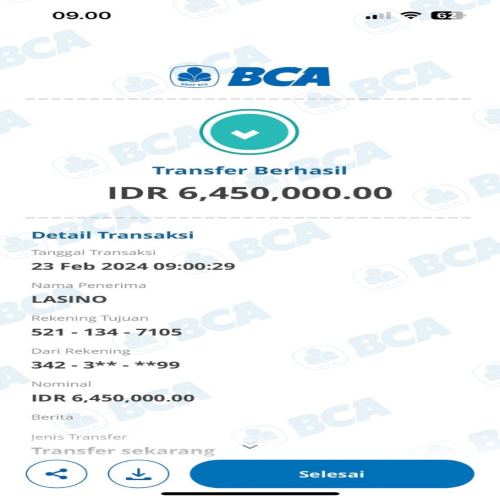 09.00
62
BCA
Transfer Berhasil
IDR 6,450,000.00
Detail Transaksi
Tanggal Transaksi
23 Feb 2024 09:00:29
Nama Penerima
LASINO
Rekening Tujuan
521 - 134 - 7105
Dari Rekening
342 - 3** - **99
Nominal
IDR 6,450,000.00
Berita
Jenis Transfer
Transfer sekarang
Selesai